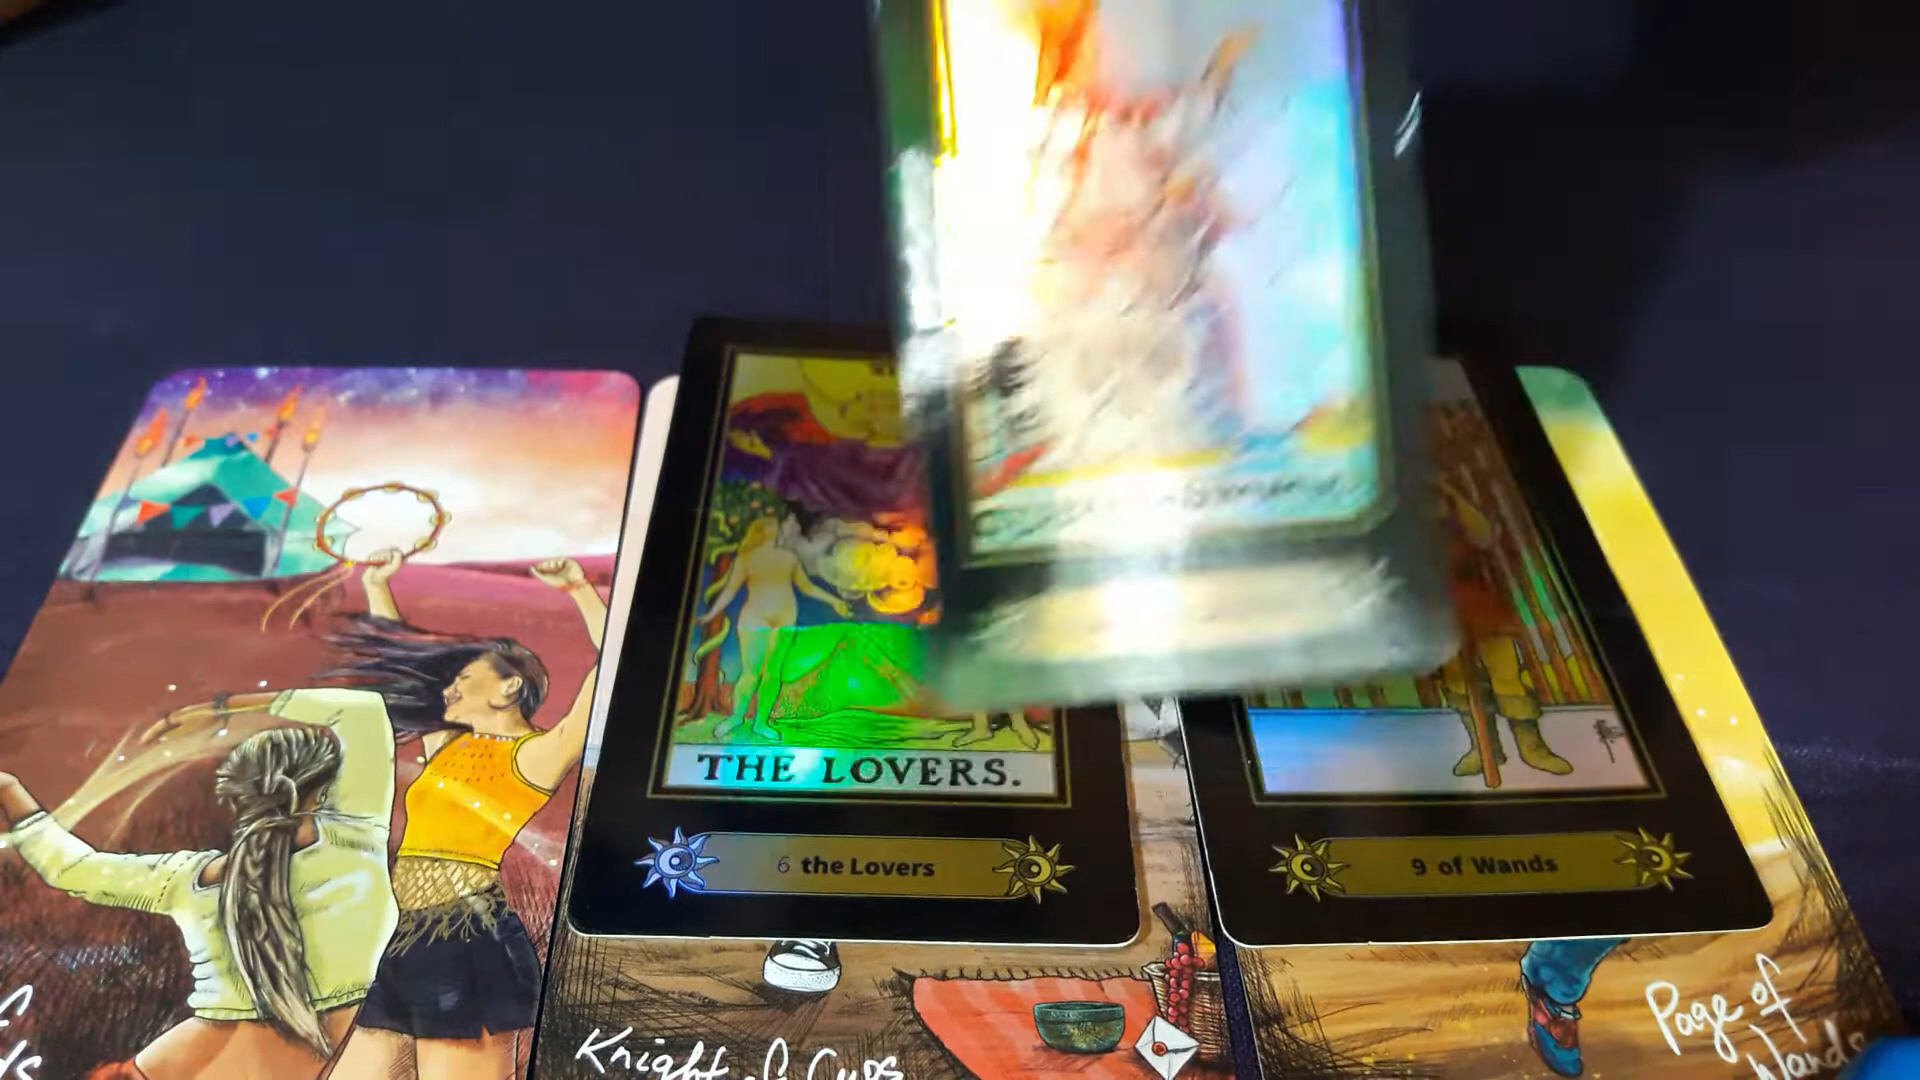 THE LOVERS.
6 the Lovers
9 of Wands
Knight of Cups
Page of
Wands